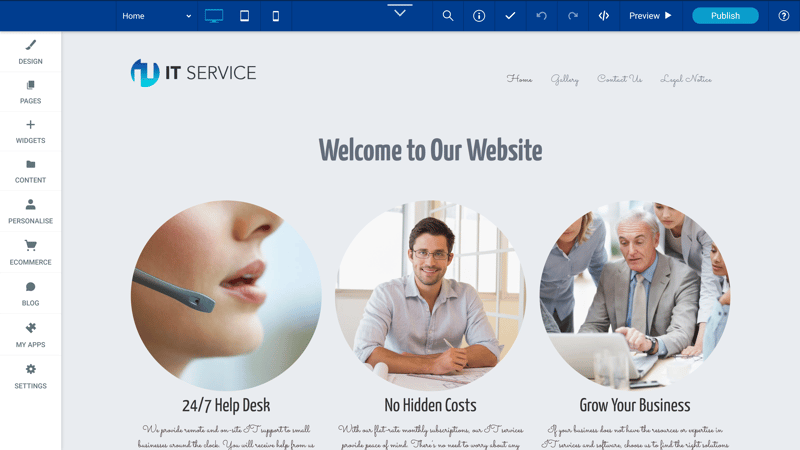 Home
Preview
Publish
DESIGN
PAGES
WIDGETS
CONTENT
PERSONALISE
ECOMMERCE
BLOG
MY APPS
SETTINGS
IT SERVICE
Home Gallery Contact Us Legal Notice
Welcome to Our Website
24/7 Help Desk
We provide remote and on-site IT support to small
businesses around the clock. You will receive help from us
No Hidden Costs
With our flat-rate monthly subscriptions, our IT services
provide peace of mind. There's no need to worry about any
Grow Your Business
If your business does not have the resources or expertise in
IT services and software, choose us to find the right solutions